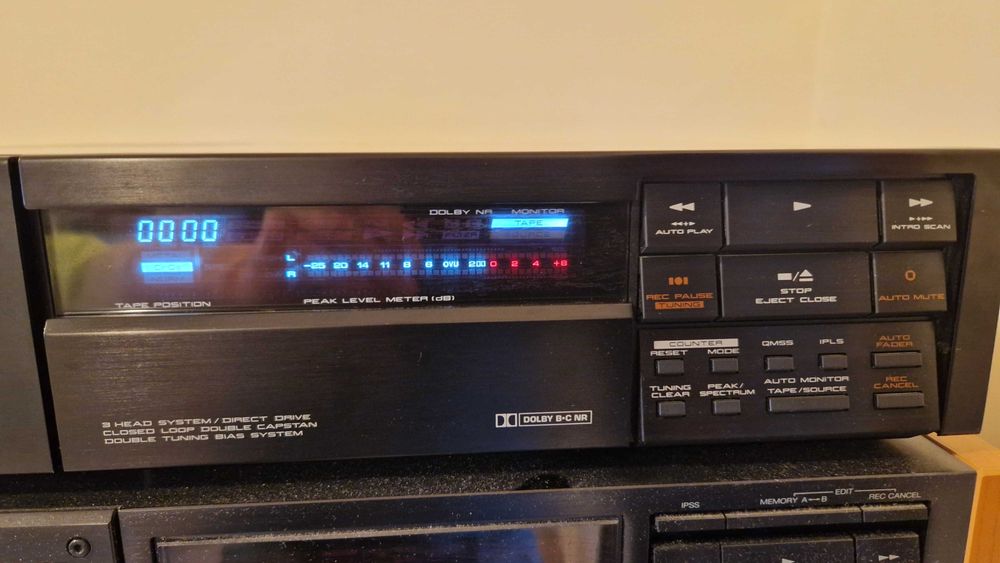 0000
DOLBY NR MONITOR
TAPE
L
R
-25 20 14 11 8 6 0VU 200 0 2 4 +8
TAPE POSITION
PEAK LEVEL METER (dB)
AUTO PLAY
INTRO SCAN
REC PAUSE
TUNING
STOP
EJECT CLOSE
AUTO MUTE
COUNTER
RESET MODE
QMSS
IPLS
AUTO
FADER
TUNING
CLEAR
PEAK/
SPECTRUM
AUTO MONITOR
TAPE/SOURCE
REC
CANCEL
3 HEAD SYSTEM/DIRECT DRIVE
CLOSED LOOP DOUBLE CAPSTAN
DOUBLE TUNING BIAS SYSTEM
DOLBY B·C NR
IPSS
MEMORY A↔B
EDIT
REC CANCEL